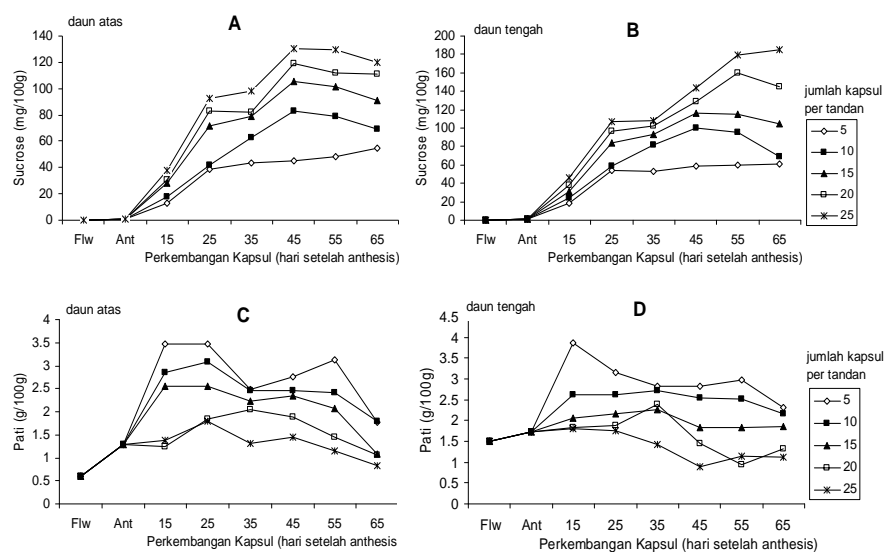 daun atas
A
140
120
100
80
60
40
20
0
Sucrose (mg/100g)
Flw Ant 15 25 35 45 55 65
Perkembangan Kapsul (hari setelah anthesis)
daun tengah
B
200
180
160
140
120
100
80
60
40
20
0
Sucrose (mg/100g)
Flw Ant 15 25 35 45 55 65
Perkembangan Kapsul (hari setelah anthesis)
jumlah kapsul
per tandan
5
10
15
20
25
daun atas
C
4
3.5
3
2.5
2
1.5
1
0.5
0
Pati (g/100g)
Flw Ant 15 25 35 45 55 65
Perkembangan Kapsul (hari setelah anthesis
daun tengah
D
4.5
4
3.5
3
2.5
2
1.5
1
0.5
0
Pati (g/100g)
Flw Ant 15 25 35 45 55 65
Perkembangan Kapsul (hari setelah anthesis)
jumlah kapsul
per tandan
5
10
15
20
25